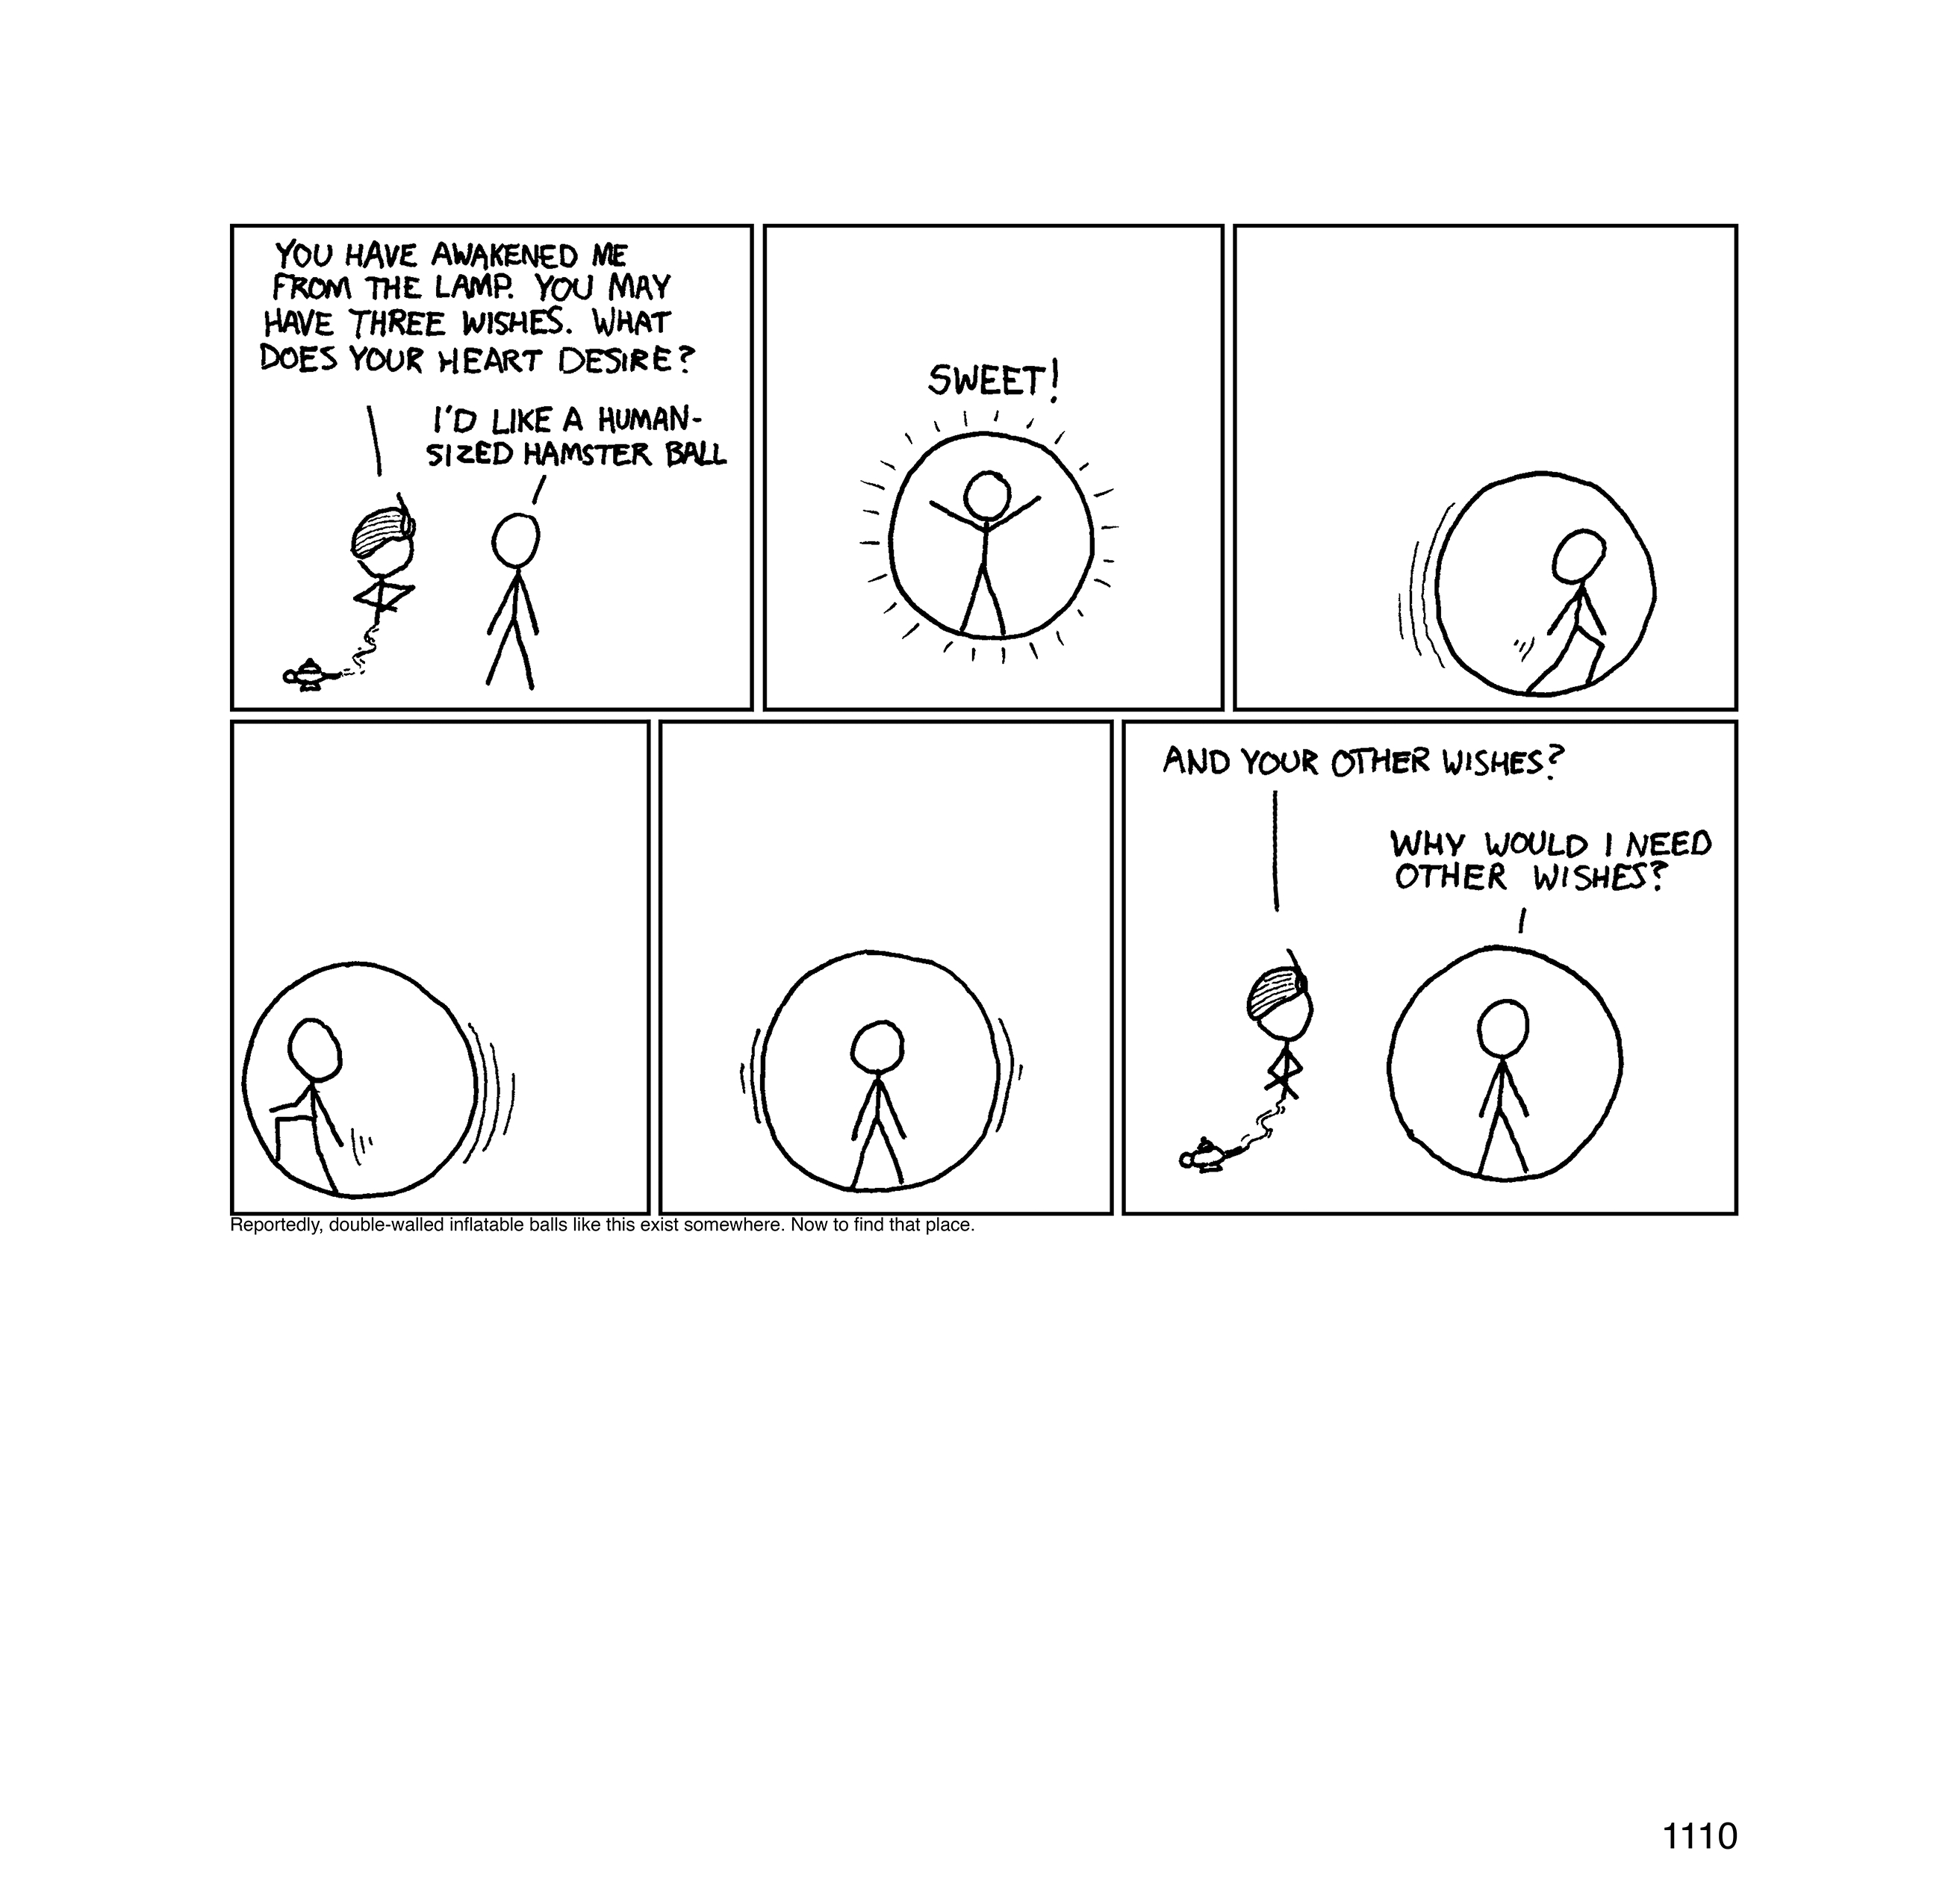 YOU HAVE AWAKENED ME
FROM THE LAMP. YOU MAY
HAVE THREE WISHES. WHAT
DOES YOUR HEART DESIRE?
I'D LIKE A HUMAN-
SIZED HAMSTER BALL
SWEET!
AND YOUR OTHER WISHES?
WHY WOULD I NEED
OTHER WISHES?
Reportedly, double-walled inflatable balls like this exist somewhere. Now to find that place.
1110